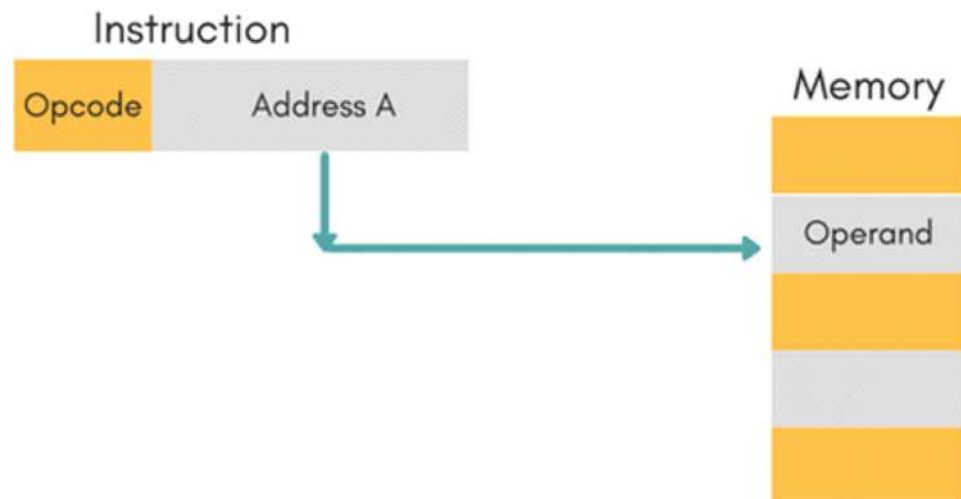 Instruction
Opcode
Address A
Memory
Operand